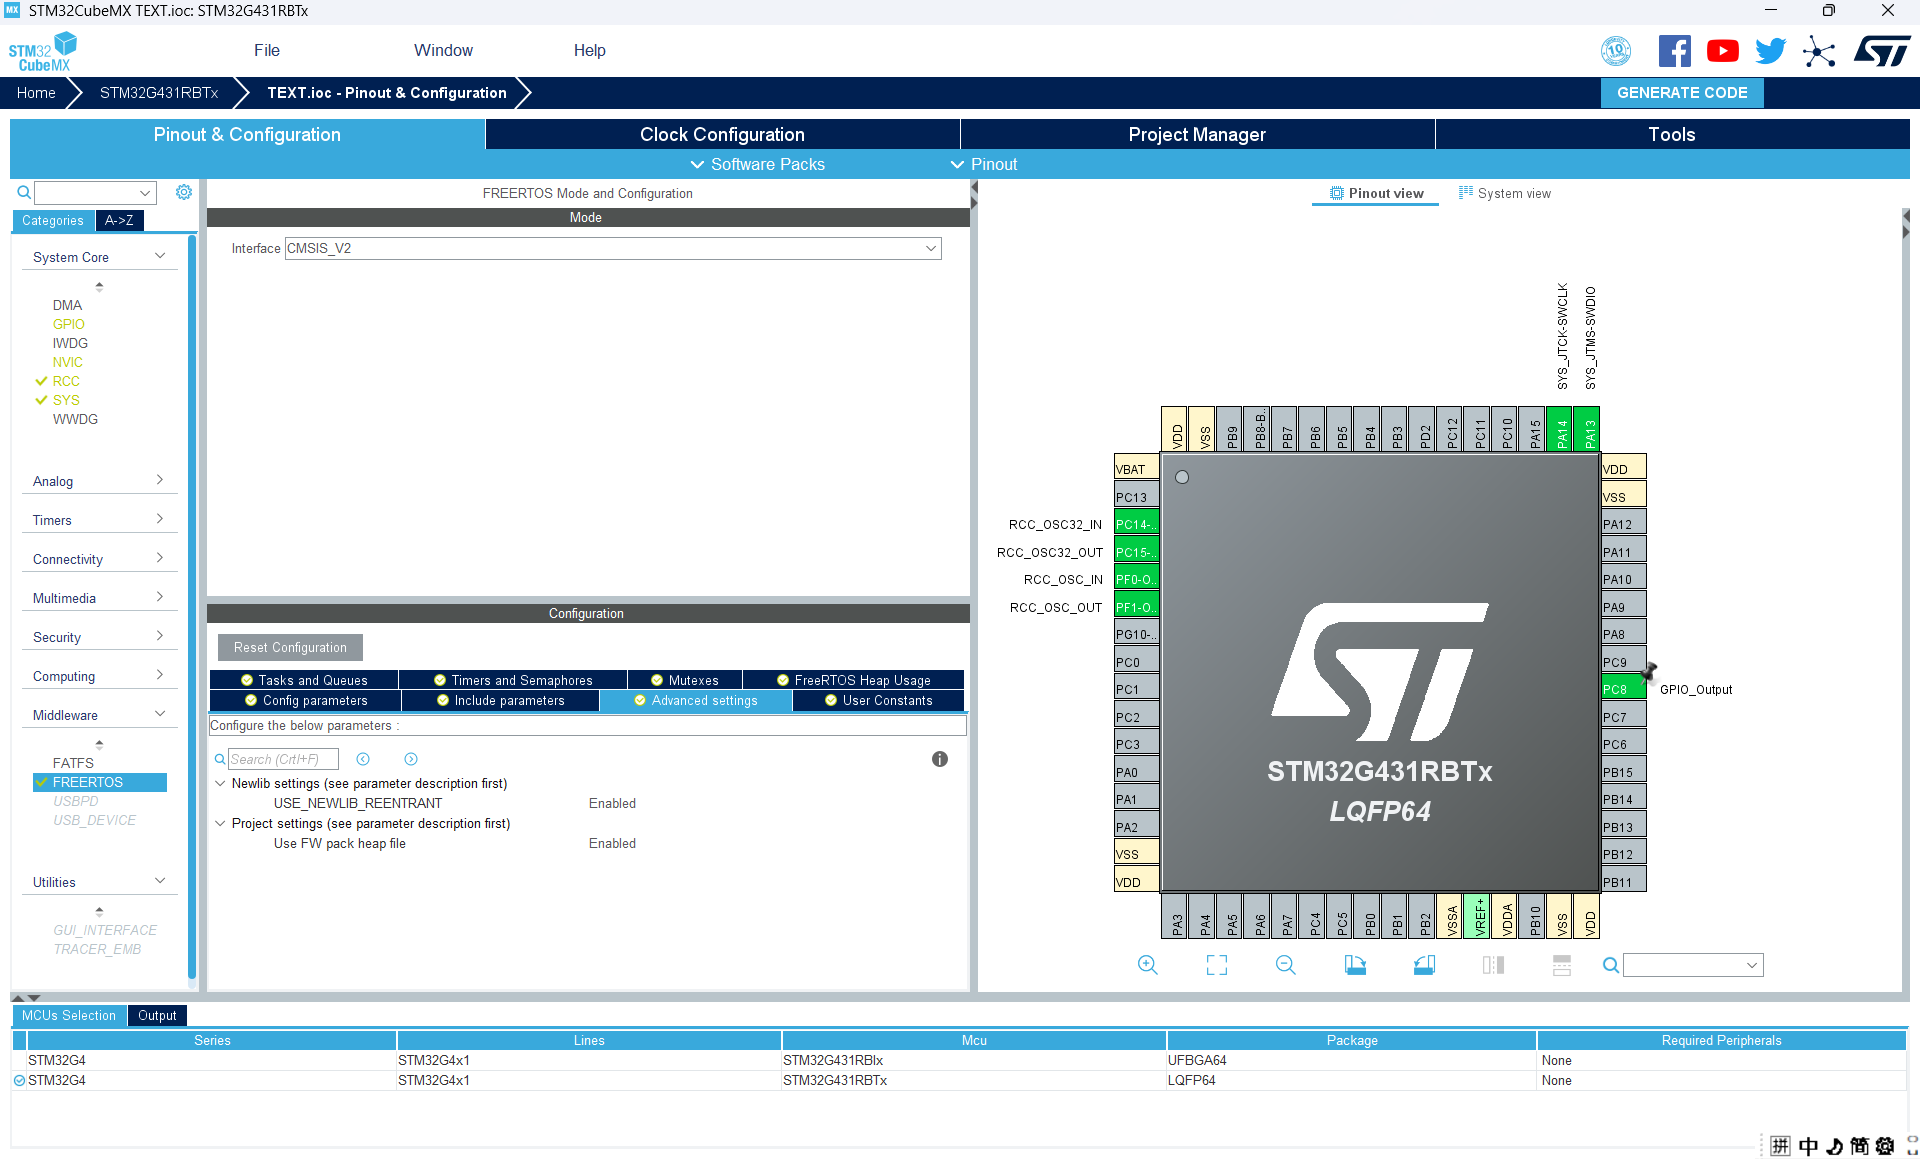 MX STM32CubeMX TEXT.ioc: STM32G431RBTx
STM32 CubeMX
File Window Help
10
Home STM32G431RBTx TEXT.ioc - Pinout & Configuration GENERATE CODE
Pinout & Configuration Clock Configuration Project Manager Tools
Software Packs Pinout
Categories A->Z
System Core
DMA
GPIO
IWDG
NVIC
RCC
SYS
WWDG
Analog
Timers
Connectivity
Multimedia
Security
Computing
Middleware
FATFS
FREERTOS
USBPD
USB_DEVICE
Utilities
GUI_INTERFACE
TRACER_EMB
FREERTOS Mode and Configuration
Mode
Interface CMSIS_V2
Configuration
Reset Configuration
Tasks and Queues Timers and Semaphores Mutexes FreeRTOS Heap Usage
Config parameters Include parameters Advanced settings User Constants
Configure the below parameters :
Search (Crtl+F)
Newlib settings (see parameter description first)
USE_NEWLIB_REENTRANT Enabled
Project settings (see parameter description first)
Use FW pack heap file Enabled
Pinout view System view
SYS_JTCK-SWCLK
SYS_JTMS-SWDIO
VDD VSS PB9 PB8-B.. PB7 PB6 PB5 PB4 PB3 PD2 PC12 PC11 PC10 PA15 PA14 PA13
VBAT VDD
PC13 VSS
RCC_OSC32_IN PC14-.. PA12
RCC_OSC32_OUT PC15-.. PA11
RCC_OSC_IN PF0-O.. PA10
RCC_OSC_OUT PF1-O.. PA9
PG10-.. PA8
PC0 PC9
PC1 PC8 GPIO_Output
PC2 PC7
PC3 PC6
PA0 PB15
PA1 PB14
PA2 PB13
VSS PB12
VDD PB11
ST
STM32G431RBTx
LQFP64
PA3 PA4 PA5 PA6 PA7 PC4 PC5 PB0 PB1 PB2 VSSA VREF+ VDDA PB10 VSS VDD
MCUs Selection Output
Series Lines Mcu Package Required Peripherals
STM32G4 STM32G4x1 STM32G431RBIx UFBGA64 None
STM32G4 STM32G4x1 STM32G431RBTx LQFP64 None
拼 中 简